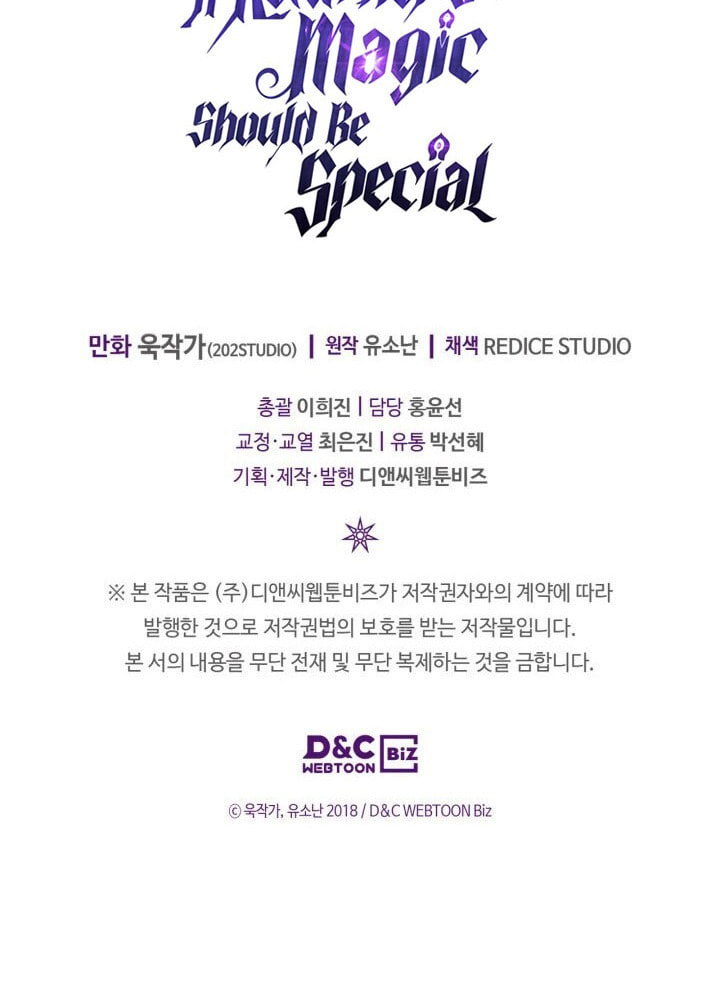 Magic
Should Be
Special
만화 욱작가(202STUDIO) | 원작 유소난 | 채색 REDICE STUDIO
총괄 이희진 | 담당 홍윤선
교정·교열 최은진 | 유통 박선혜
기획·제작·발행 디앤씨웹툰비즈
※ 본 작품은 (주)디앤씨웹툰비즈가 저작권자와의 계약에 따라
발행한 것으로 저작권법의 보호를 받는 저작물입니다.
본 서의 내용을 무단 전재 및 무단 복제하는 것을 금합니다.
D&C
WEBTOON
BiZ
ⓒ 욱작가, 유소난 2018 / D&C WEBTOON Biz